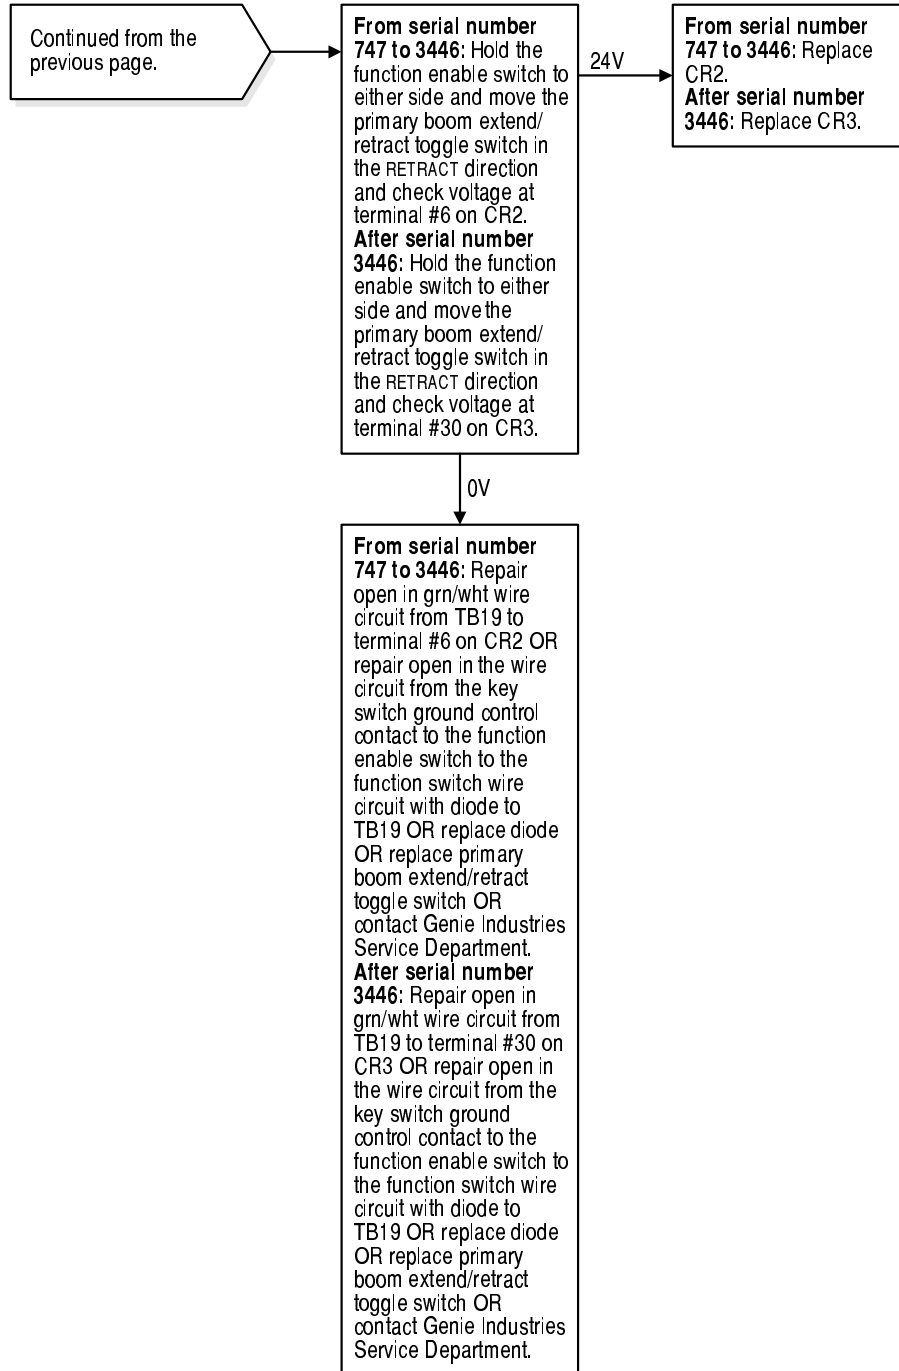 Continued from the
previous page.
From serial number
747 to 3446: Hold the
function enable switch to
either side and move the
primary boom extend/
retract toggle switch in
the RETRACT direction
and check voltage at
terminal #6 on CR2.
After serial number
3446: Hold the function
enable switch to either
side and move the
primary boom extend/
retract toggle switch in
the RETRACT direction
and check voltage at
terminal #30 on CR3.
24V
From serial number
747 to 3446: Replace
CR2.
After serial number
3446: Replace CR3.
0V
From serial number
747 to 3446: Repair
open in grn/wht wire
circuit from TB19 to
terminal #6 on CR2 OR
repair open in the wire
circuit from the key
switch ground control
contact to the function
enable switch to the
function switch wire
circuit with diode to
TB19 OR replace diode
OR replace primary
boom extend/retract
toggle switch OR
contact Genie Industries
Service Department.
After serial number
3446: Repair open in
grn/wht wire circuit from
TB19 to terminal #30 on
CR3 OR repair open in
the wire circuit from the
key switch ground
control contact to the
function enable switch to
the function switch wire
circuit with diode to
TB19 OR replace diode
OR replace primary
boom extend/retract
toggle switch OR
contact Genie Industries
Service Department.